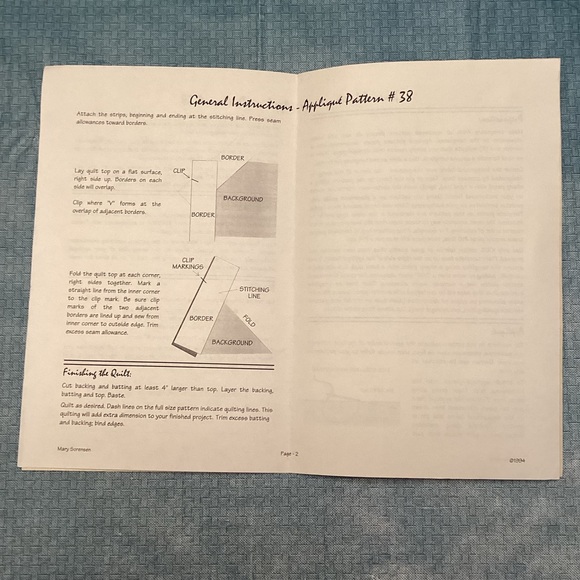 General Instructions - Applique Pattern # 38
Attach the strips, beginning and ending at the stitching line. Press seam
allowances toward borders.
Lay quilt top on a flat surface,
right side up. Borders on each
side will overlap.
Clip where "V" forms at the
overlap of adjacent borders.
CLIP
BORDER
BACKGROUND
BORDER
Fold the quilt top at each corner,
right sides together. Mark a
straight line from the inner corner
to the clip mark. Be sure clip
marks of the two adjacent
borders are lined up and sew from
inner corner to outside edge. Trim
excess seam allowance.
CLIP
MARKINGS
STITCHING
LINE
BORDER
FOLD
BACKGROUND
Finishing the Quilt:
Cut backing and batting at least 4" larger than top. Layer the backing,
batting and top. Baste.
Quilt as desired. Dash lines on the full size pattern indicate quilting lines. This
quilting will add extra dimension to your finished project. Trim excess batting
and backing; bind edges.
Mary Sorensen
Page - 2
©1994